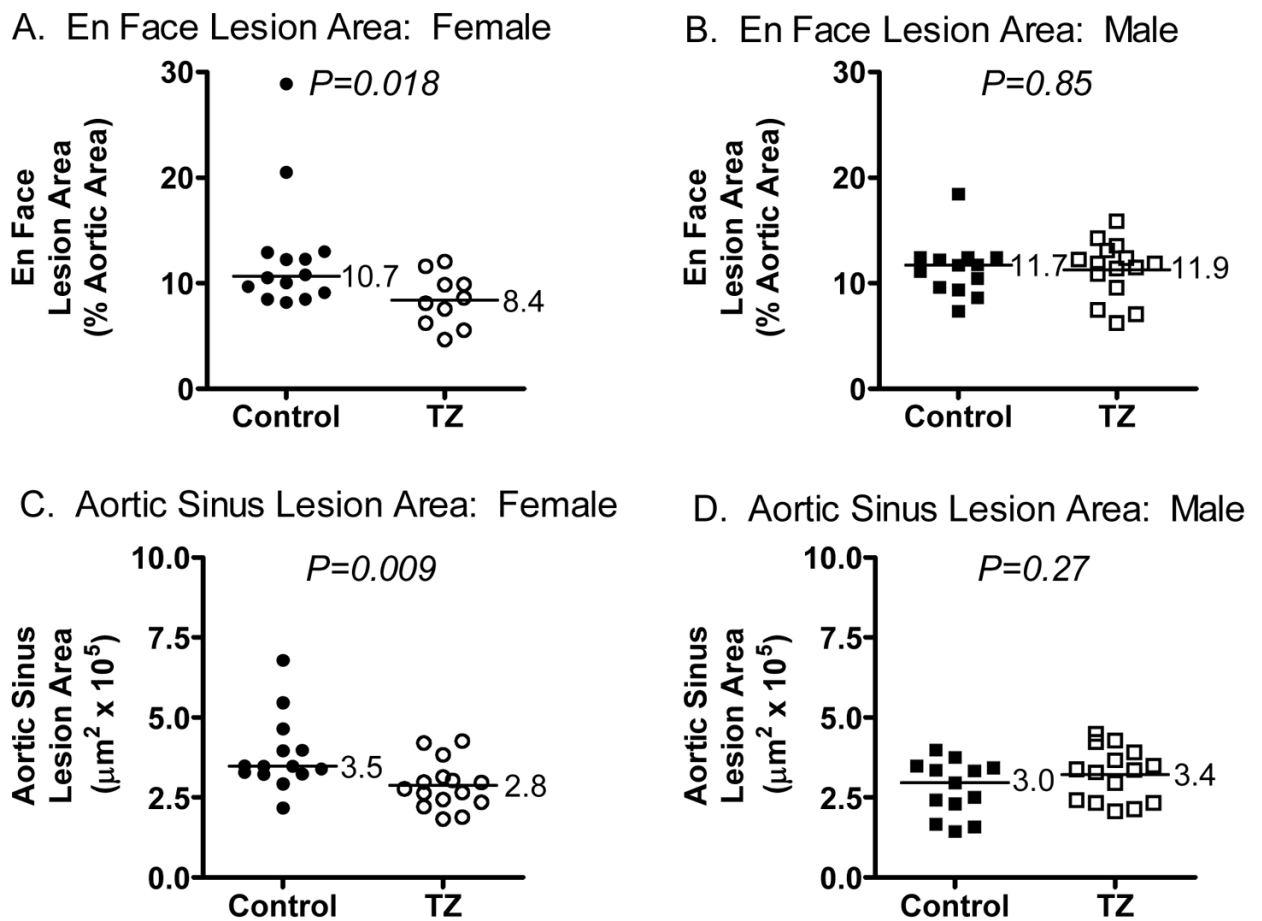 A. En Face Lesion Area: Female
P=0.018
30
20
10
0
En Face
Lesion Area
(% Aortic Area)
10.7
8.4
Control TZ
B. En Face Lesion Area: Male
P=0.85
30
20
10
0
En Face
Lesion Area
(% Aortic Area)
11.7
11.9
Control TZ
C. Aortic Sinus Lesion Area: Female
P=0.009
10.0
7.5
5.0
2.5
0.0
Aortic Sinus
Lesion Area
(μm² x 10⁵)
3.5
2.8
Control TZ
D. Aortic Sinus Lesion Area: Male
P=0.27
10.0
7.5
5.0
2.5
0.0
Aortic Sinus
Lesion Area
(μm² x 10⁵)
3.0
3.4
Control TZ